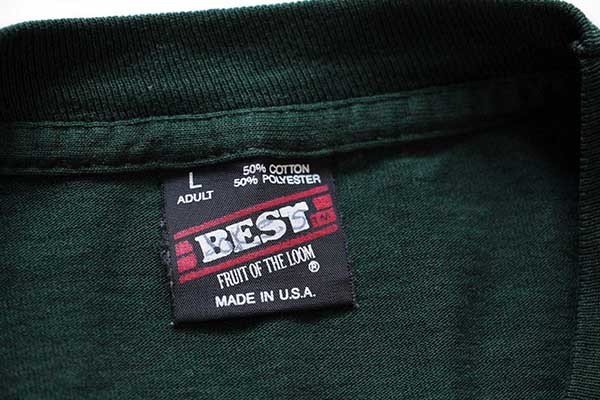 L
ADULT
50% COTTON
50% POLYESTER
BEST
FRUIT OF THE LOOM ®
MADE IN U.S.A.